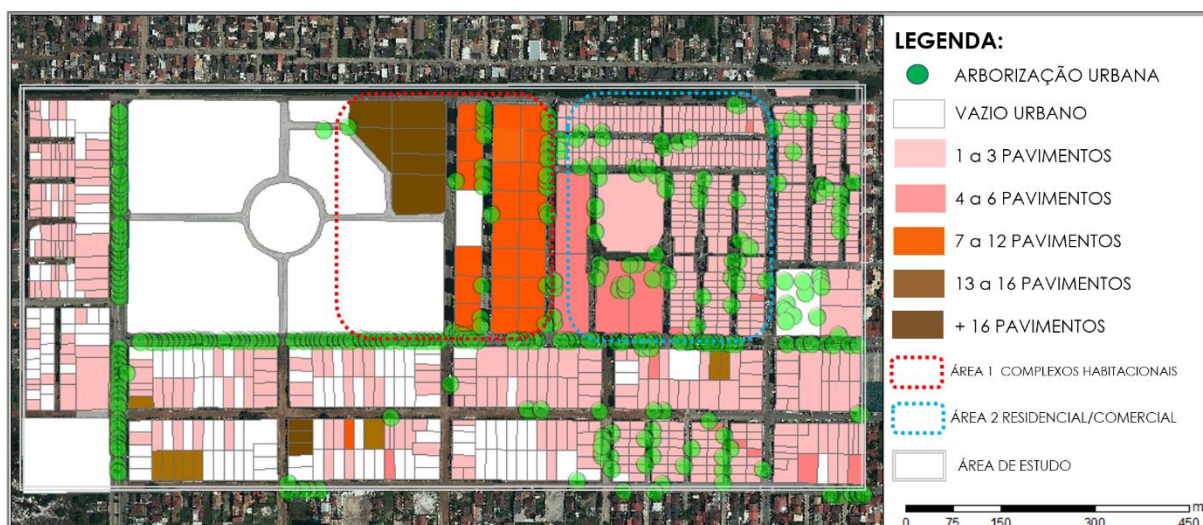 LEGENDA:
ARBORIZAÇÃO URBANA
VAZIO URBANO
1 a 3 PAVIMENTOS
4 a 6 PAVIMENTOS
7 a 12 PAVIMENTOS
13 a 16 PAVIMENTOS
+ 16 PAVIMENTOS
ÁREA 1 COMPLEXOS HABITACIONAIS
ÁREA 2 RESIDENCIAL/COMERCIAL
ÁREA DE ESTUDO
0 75 150 300 450